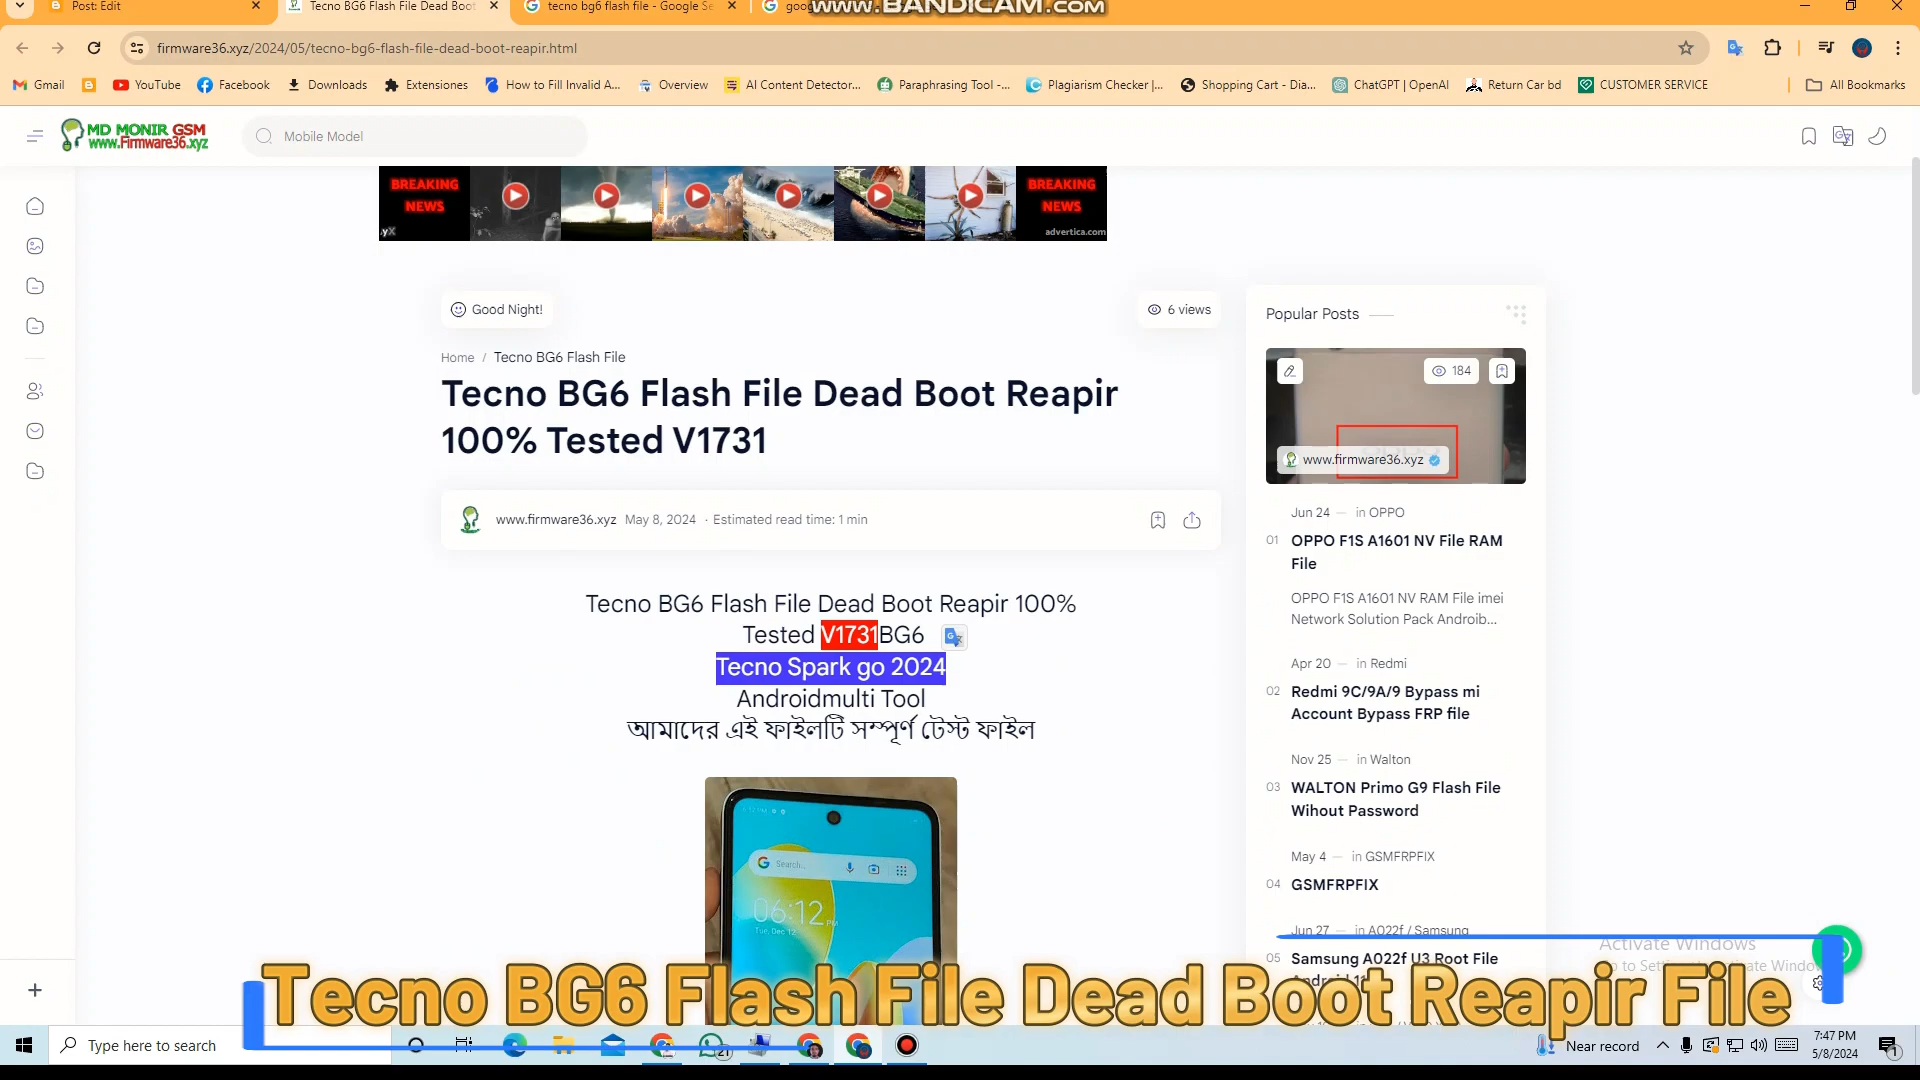 www.BANDICAM.com
Post: Edit
Tecno BG6 Flash File Dead Boot
tecno bg6 flash file - Google Se
goo
firmware36.xyz/2024/05/tecno-bg6-flash-file-dead-boot-reapir.html
Gmail
YouTube
Facebook
Downloads
Extensiones
How to Fill Invalid A...
Overview
AI Content Detector...
Paraphrasing Tool -...
Plagiarism Checker |...
Shopping Cart - Dia...
ChatGPT | OpenAI
Return Car bd
CUSTOMER SERVICE
All Bookmarks
MD MONIR GSM
www.Firmware36.xyz
Mobile Model
BREAKING
NEWS
BREAKING
NEWS
advertica.com
Good Night!
6 views
Home / Tecno BG6 Flash File
Tecno BG6 Flash File Dead Boot Reapir
100% Tested V1731
www.firmware36.xyz May 8, 2024 · Estimated read time: 1 min
Tecno BG6 Flash File Dead Boot Reapir 100%
Tested V1731BG6
Tecno Spark go 2024
Androidmulti Tool
আমাদের এই ফাইলটি সম্পূর্ণ টেস্ট ফাইল
Search...
06:12 PM
Tue, Dec 12
Popular Posts
184
www.firmware36.xyz
Jun 24 — in OPPO
01 OPPO F1S A1601 NV File RAM
File
OPPO F1S A1601 NV RAM File imei
Network Solution Pack Androib...
Apr 20 — in Redmi
02 Redmi 9C/9A/9 Bypass mi
Account Bypass FRP file
Nov 25 — in Walton
03 WALTON Primo G9 Flash File
Wihout Password
May 4 — in GSMFRPFIX
04 GSMFRPFIX
Jun 27 — in A022f / Samsung
05 Samsung A022f U3 Root File
Activate Windows
Tecno BG6 Flash File Dead Boot Reapir File
Type here to search
21
Near record
7:47 PM
5/8/2024
1